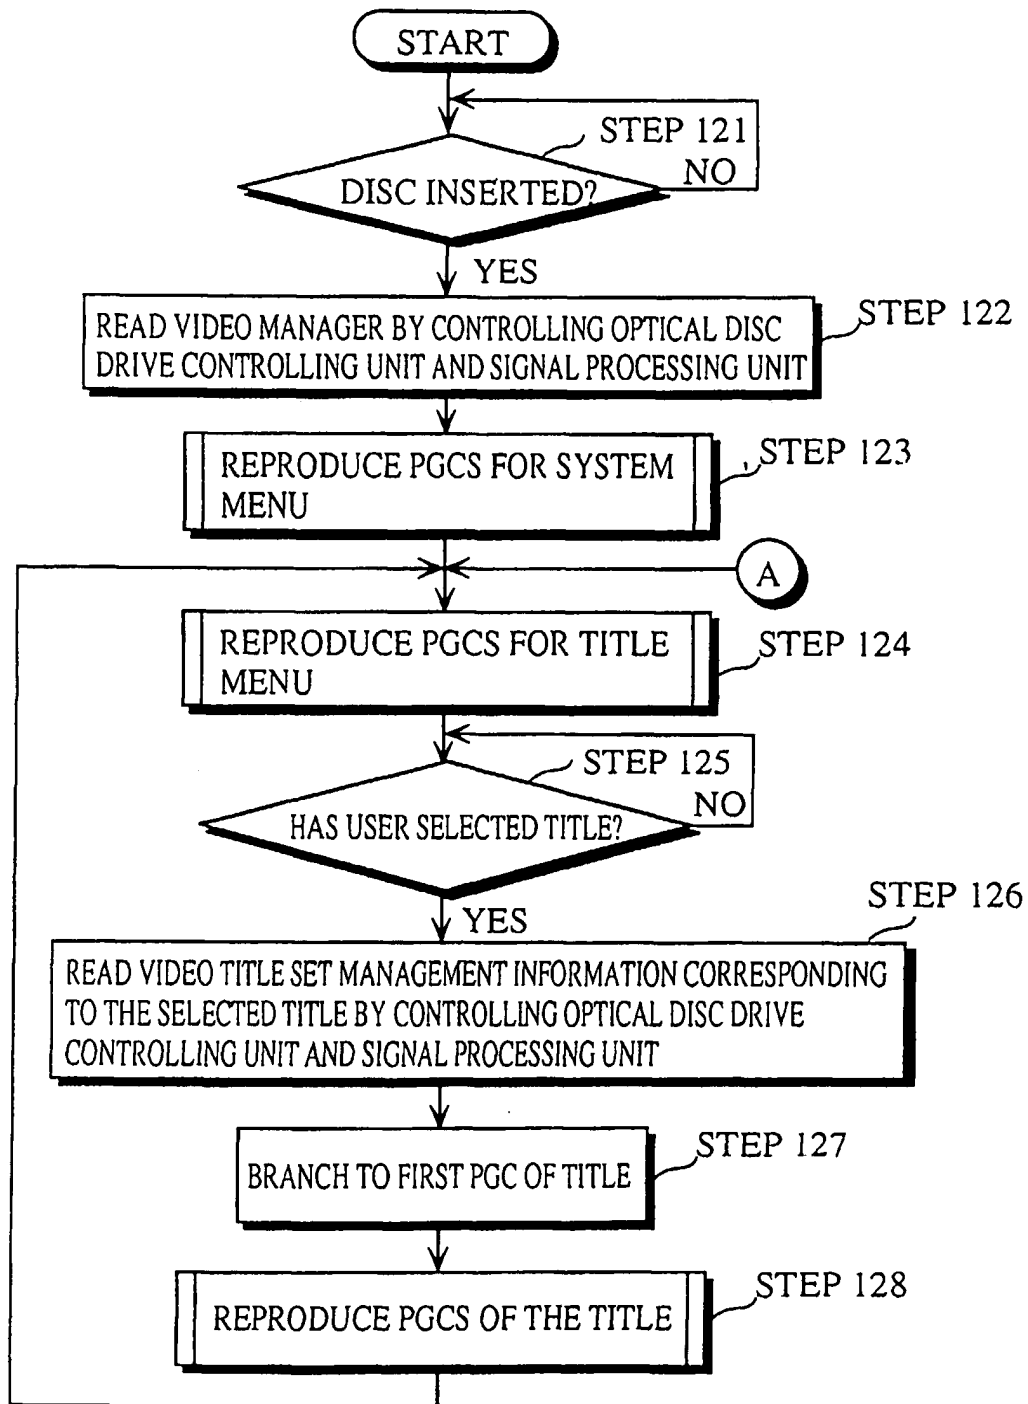 START
STEP 121
NO
DISC INSERTED?
YES
STEP 122
READ VIDEO MANAGER BY CONTROLLING OPTICAL DISC
DRIVE CONTROLLING UNIT AND SIGNAL PROCESSING UNIT
STEP 123
REPRODUCE PGCS FOR SYSTEM
MENU
A
REPRODUCE PGCS FOR TITLE
MENU
STEP 124
STEP 125
NO
HAS USER SELECTED TITLE?
YES
STEP 126
READ VIDEO TITLE SET MANAGEMENT INFORMATION CORRESPONDING
TO THE SELECTED TITLE BY CONTROLLING OPTICAL DISC DRIVE
CONTROLLING UNIT AND SIGNAL PROCESSING UNIT
STEP 127
BRANCH TO FIRST PGC OF TITLE
STEP 128
REPRODUCE PGCS OF THE TITLE